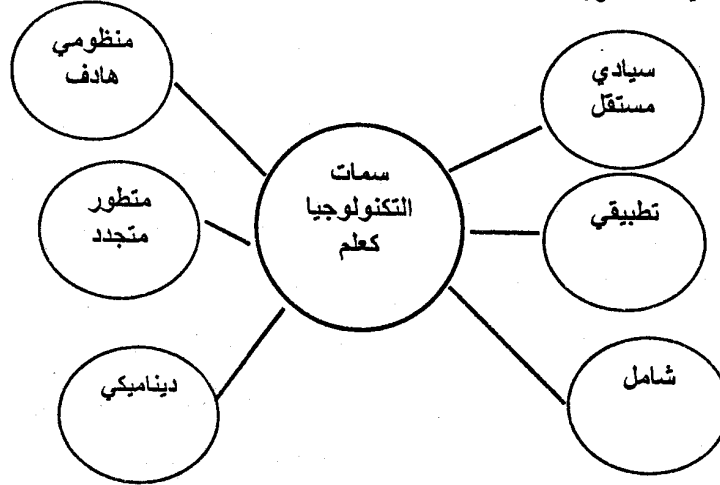 منظومي
هادف
سيادي
مستقل
سمات
التكنولوجيا
كعلم
متطور
متجدد
تطبيقي
ديناميكي
شامل